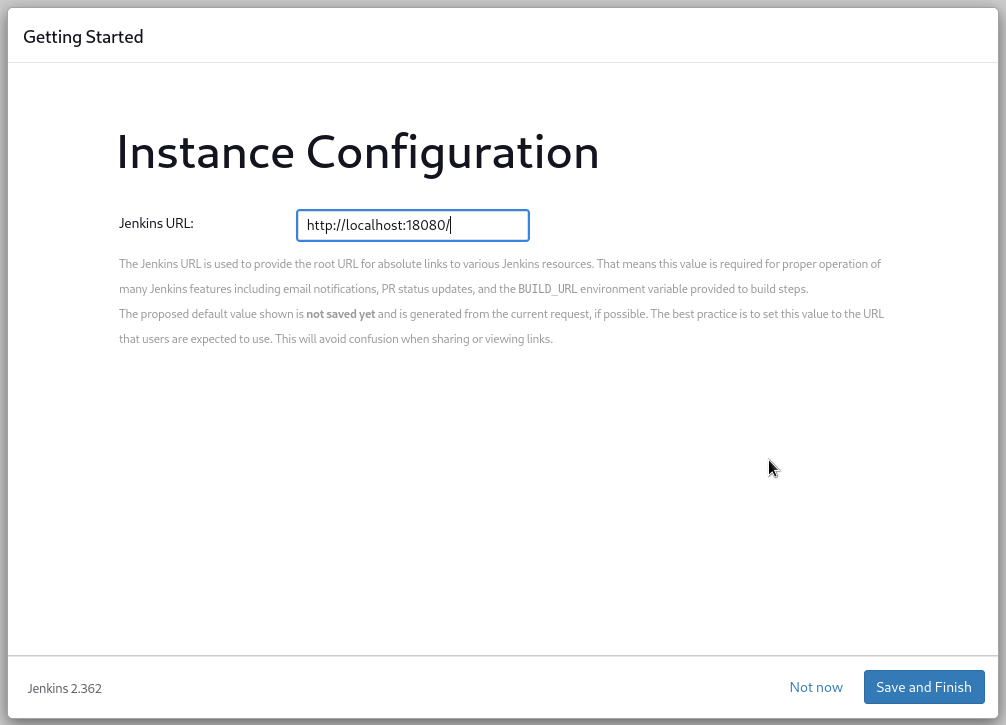 Getting Started
Instance Configuration
Jenkins URL: http://localhost:18080/
The Jenkins URL is used to provide the root URL for absolute links to various Jenkins resources. That means this value is required for proper operation of
many Jenkins features including email notifications, PR status updates, and the BUILD_URL environment variable provided to build steps.
The proposed default value shown is not saved yet and is generated from the current request, if possible. The best practice is to set this value to the URL
that users are expected to use. This will avoid confusion when sharing or viewing links.
Jenkins 2.362 Not now Save and Finish